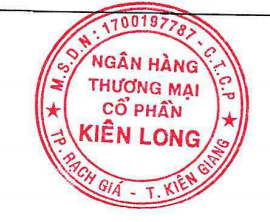 M.S.D.N: 1700197787 - C.T.C.P
NGÂN HÀNG
THƯƠNG MẠI
CỔ PHẦN
KIÊN LONG
TP. RẠCH GIÁ - T. KIÊN GIANG